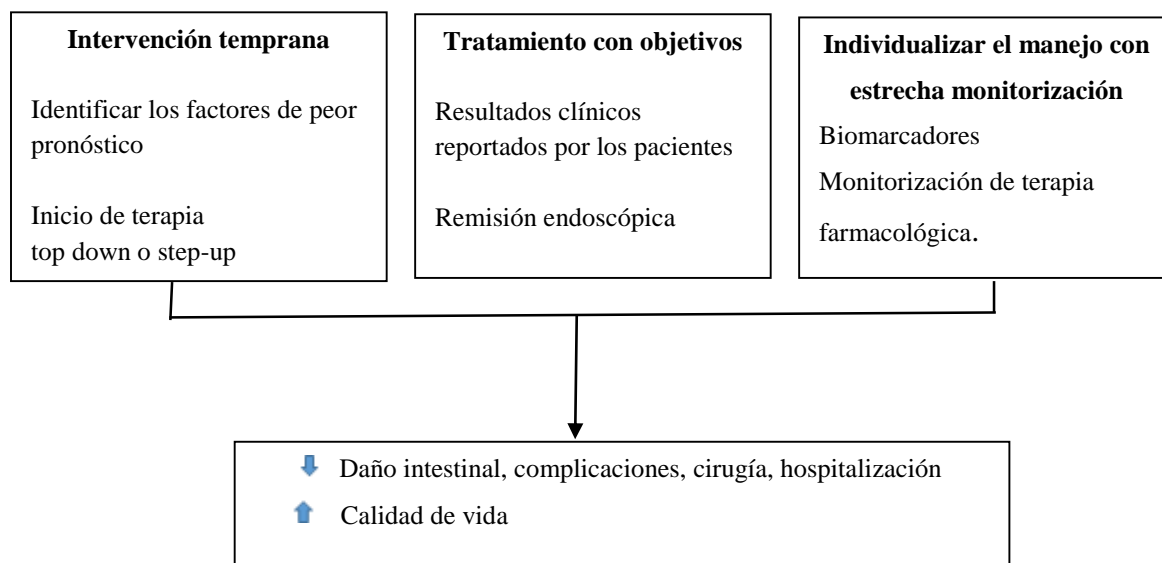 Intervención temprana
Identificar los factores de peor
pronóstico
Inicio de terapia
top down o step-up
Tratamiento con objetivos
Resultados clínicos
reportados por los pacientes
Remisión endoscópica
Individualizar el manejo con
estrecha monitorización
Biomarcadores
Monitorización de terapia
farmacológica.
Daño intestinal, complicaciones, cirugía, hospitalización
Calidad de vida